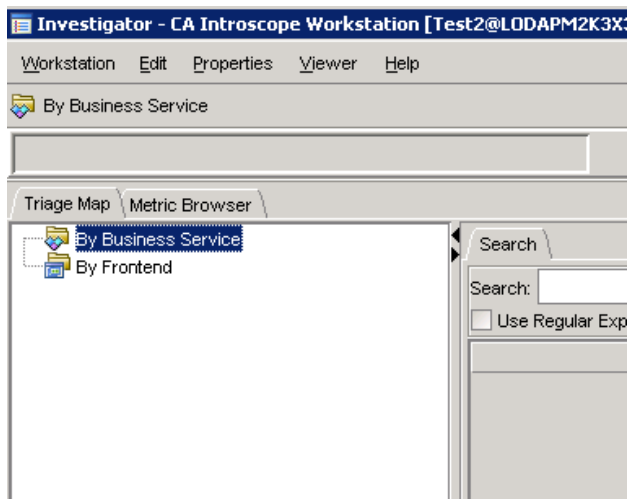 Investigator - CA Introscope Workstation [Test2@LODAPM2K3X3
Workstation Edit Properties Viewer Help
By Business Service
Triage Map Metric Browser
By Business Service
By Frontend
Search
Search:
Use Regular Exp